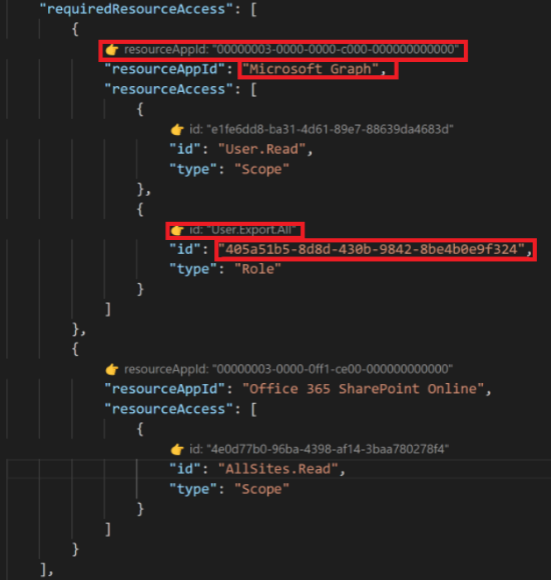 "requiredResourceAccess": [
{
👉 resourceAppId: "00000003-0000-0000-c000-000000000000"
"resourceAppId": "Microsoft Graph",
"resourceAccess": [
{
👉 id: "e1fe6dd8-ba31-4d61-89e7-88639da4683d"
"id": "User.Read",
"type": "Scope"
},
{
👉 id: "User.Export.All"
"id": "405a51b5-8d8d-430b-9842-8be4b0e9f324",
"type": "Role"
}
]
},
{
👉 resourceAppId: "00000003-0000-0ff1-ce00-000000000000"
"resourceAppId": "Office 365 SharePoint Online",
"resourceAccess": [
{
👉 id: "4e0d77b0-96ba-4398-af14-3baa780278f4"
"id": "AllSites.Read",
"type": "Scope"
}
]
}
],